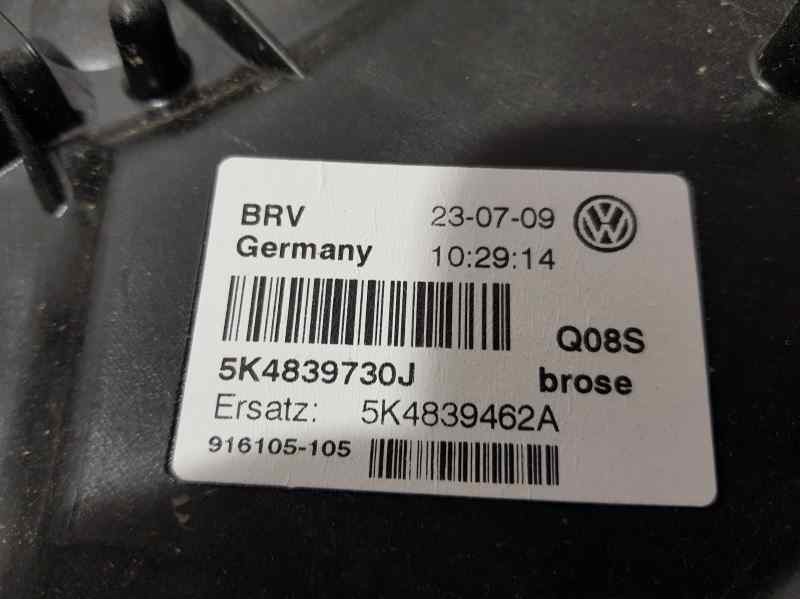 BRV 23-07-09
Germany 10:29:14
Q08S
5K4839730J brose
Ersatz: 5K4839462A
916105-105